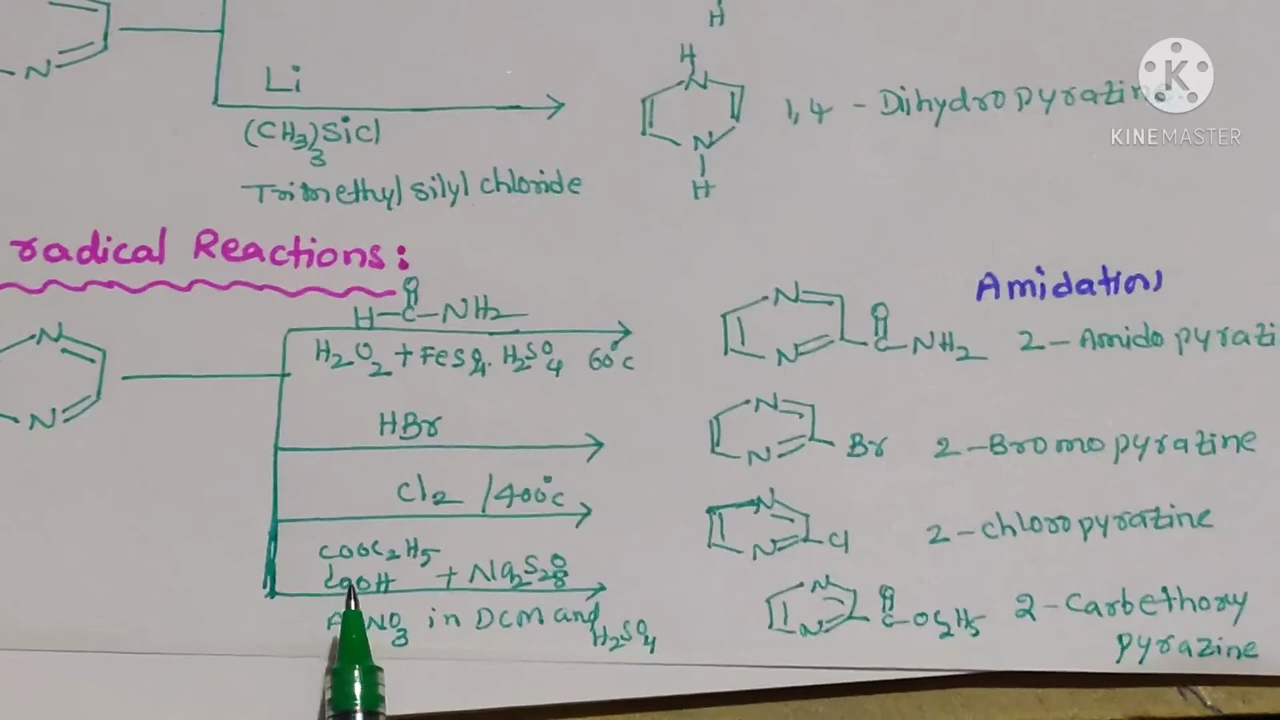 H
N
Li
(CH3)3SiCl
Trimethyl silyl chloride
H
N
N
H
1,4 - Dihydropyrazin
KINEMASTER
radical Reactions:
Amidation
N
N
O
H-C-NH2
H2O2 + FeSO4. H2SO4 60°C
N
N
O
C NH2
2-Amido pyrazi
HBr
N
N
Br
2-Bromopyrazine
Cl2 /400°C
N
N
Cl
2-chloropyrazine
COOC2H5
COOH + Na2S2O8
NO3 in DCM and H2SO4
N
N
O
C-OC2H5
2-Carbethoxy
pyrazine